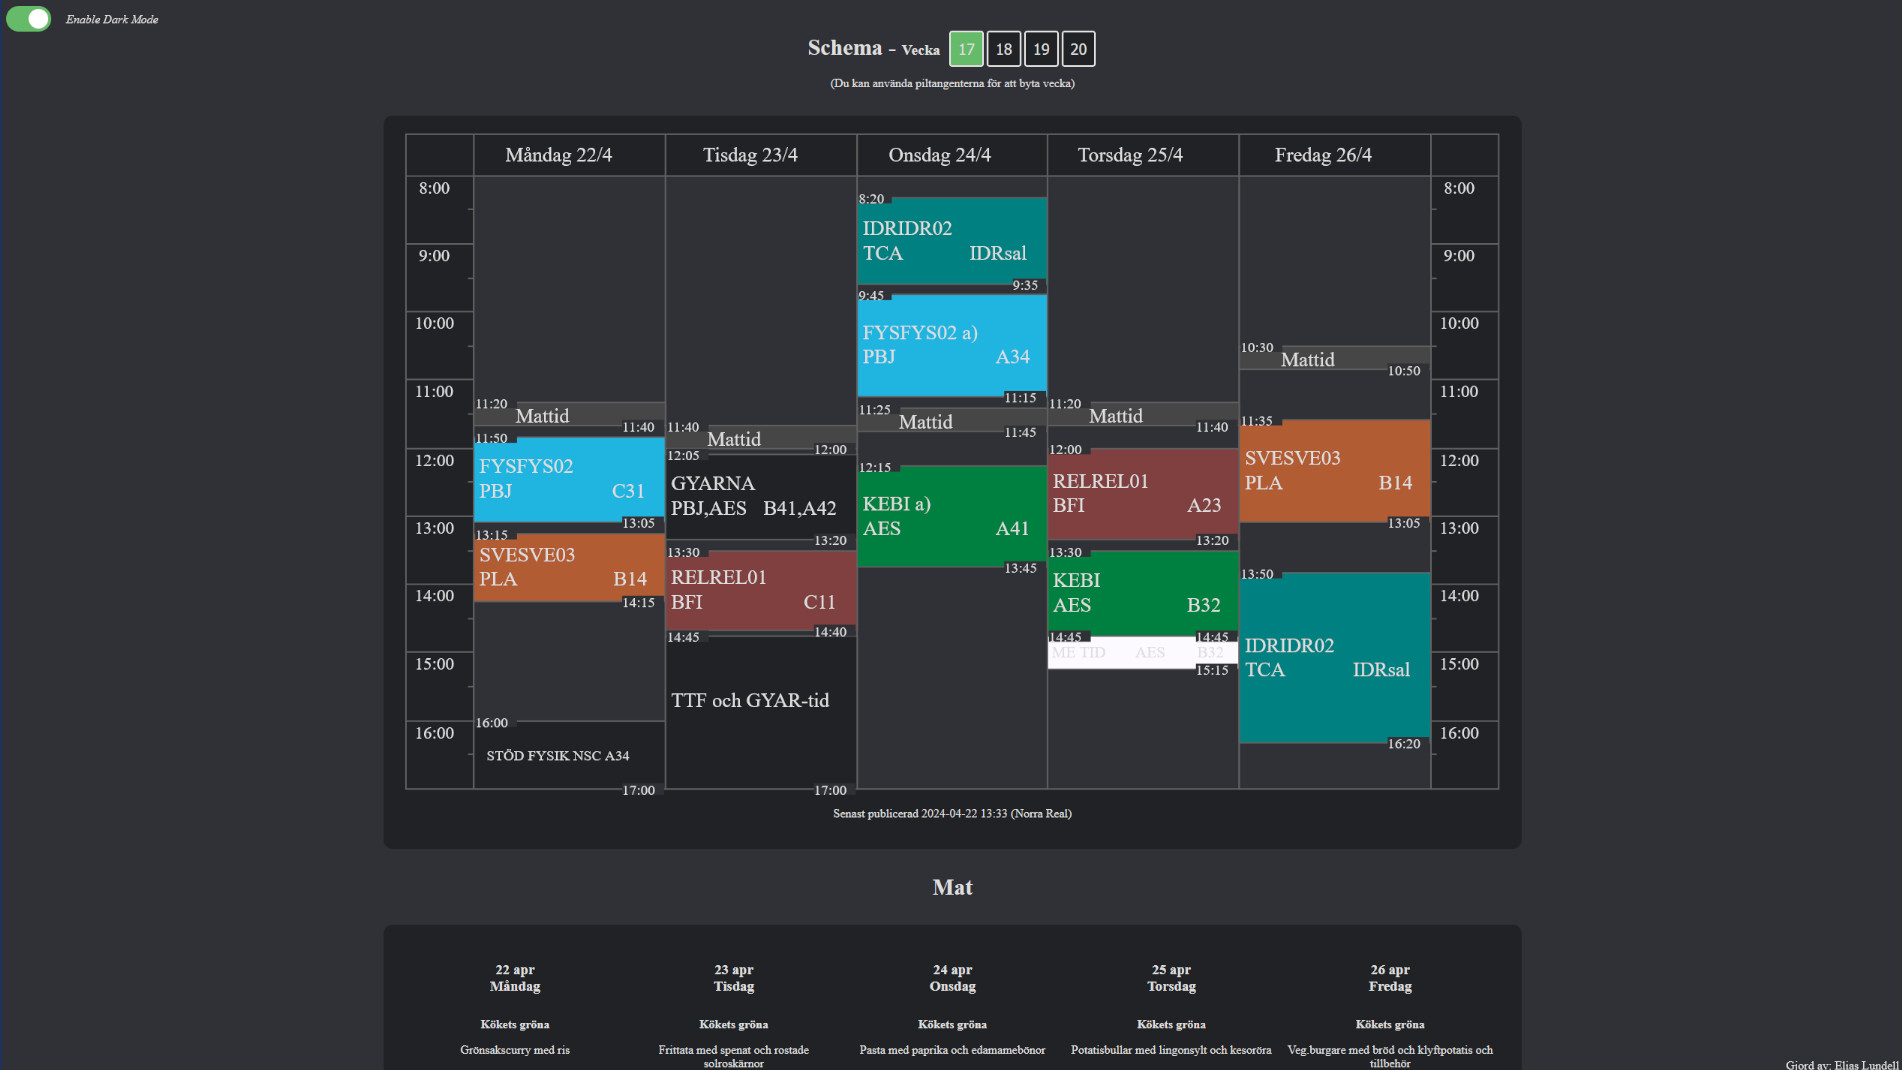 Enable Dark Mode
Schema - Vecka 17 18 19 20
(Du kan använda piltangenterna för att byta vecka)
Måndag 22/4 Tisdag 23/4 Onsdag 24/4 Torsdag 25/4 Fredag 26/4
8:00
9:00
10:00
11:00
12:00
13:00
14:00
15:00
16:00
11:20
Mattid
11:40
11:50
FYSFYS02
PBJ C31
13:05
13:15
SVESVE03
PLA B14
14:15
16:00
STÖD FYSIK NSC A34
17:00
11:40
Mattid
12:00
12:05
GYARNA
PBJ,AES B41,A42
13:20
13:30
RELREL01
BFI C11
14:40
14:45
TTF och GYAR-tid
17:00
8:20
IDRIDR02
TCA IDRsal
9:35
9:45
FYSFYS02 a)
PBJ A34
11:15
11:25
Mattid
11:45
12:15
KEBI a)
AES A41
13:45
11:20
Mattid
11:40
12:00
RELREL01
BFI A23
13:20
13:30
KEBI
AES B32
14:45
14:45
ME TID AES B32
15:15
10:30
Mattid
10:50
11:35
SVESVE03
PLA B14
13:05
13:50
IDRIDR02
TCA IDRsal
16:20
8:00
9:00
10:00
11:00
12:00
13:00
14:00
15:00
16:00
Senast publicerad 2024-04-22 13:33 (Norra Real)
Mat
22 apr
Måndag
Kökets gröna
Grönsakscurry med ris
23 apr
Tisdag
Kökets gröna
Frittata med spenat och rostade
solroskärnor
24 apr
Onsdag
Kökets gröna
Pasta med paprika och edamamebönor
25 apr
Torsdag
Kökets gröna
Potatisbullar med lingonsylt och kesoröra
26 apr
Fredag
Kökets gröna
Veg.burgare med bröd och klyftpotatis och
tillbehör
Gjord av: Elias Lundell